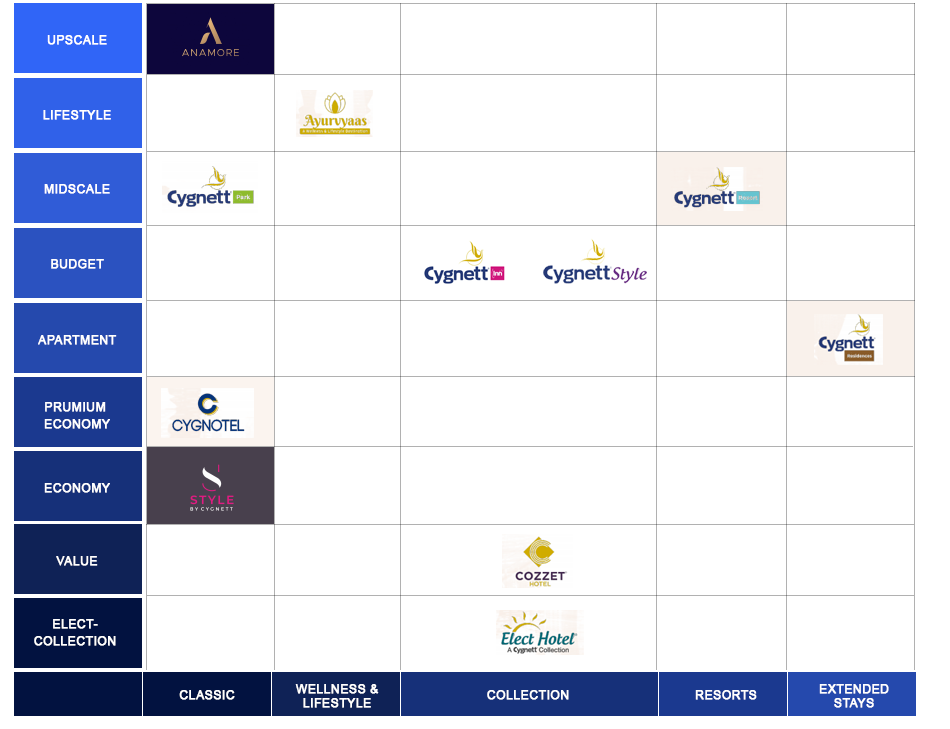 UPSCALE
ANAMORE
LIFESTYLE
Ayurvyaas
A Wellness & Lifestyle Destination
MIDSCALE
Cygnett Park
Cygnett Resort
BUDGET
Cygnett Inn
Cygnett Style
APARTMENT
Cygnett
Residences
PRUMIUM
ECONOMY
CYGNOTEL
ECONOMY
STYLE
BY CYGNETT
VALUE
COZZET
HOTEL
ELECT-
COLLECTION
Elect Hotel
A Cygnett Collection
CLASSIC
WELLNESS &
LIFESTYLE
COLLECTION
RESORTS
EXTENDED
STAYS